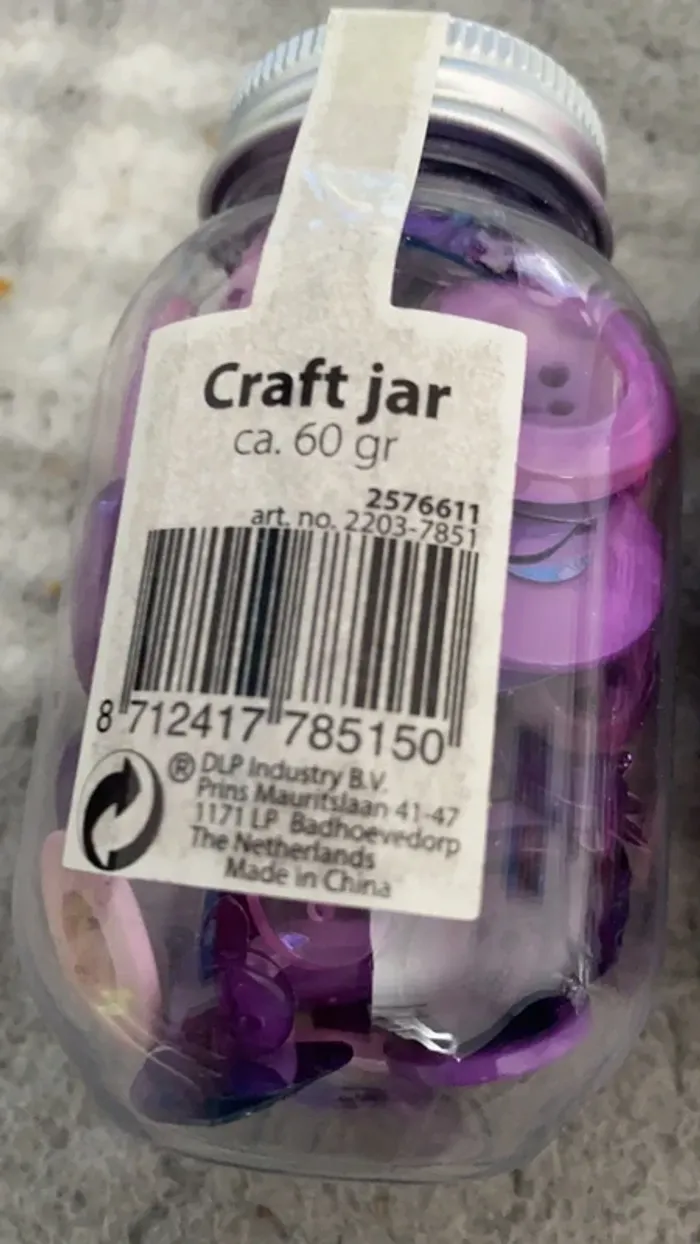 Craft jar
ca. 60 gr
2576611
art. no. 2203-7851
8 712417 785150
® DLP Industry B.V.
Prins Mauritslaan 41-47
1171 LP Badhoevedorp
The Netherlands
Made in China